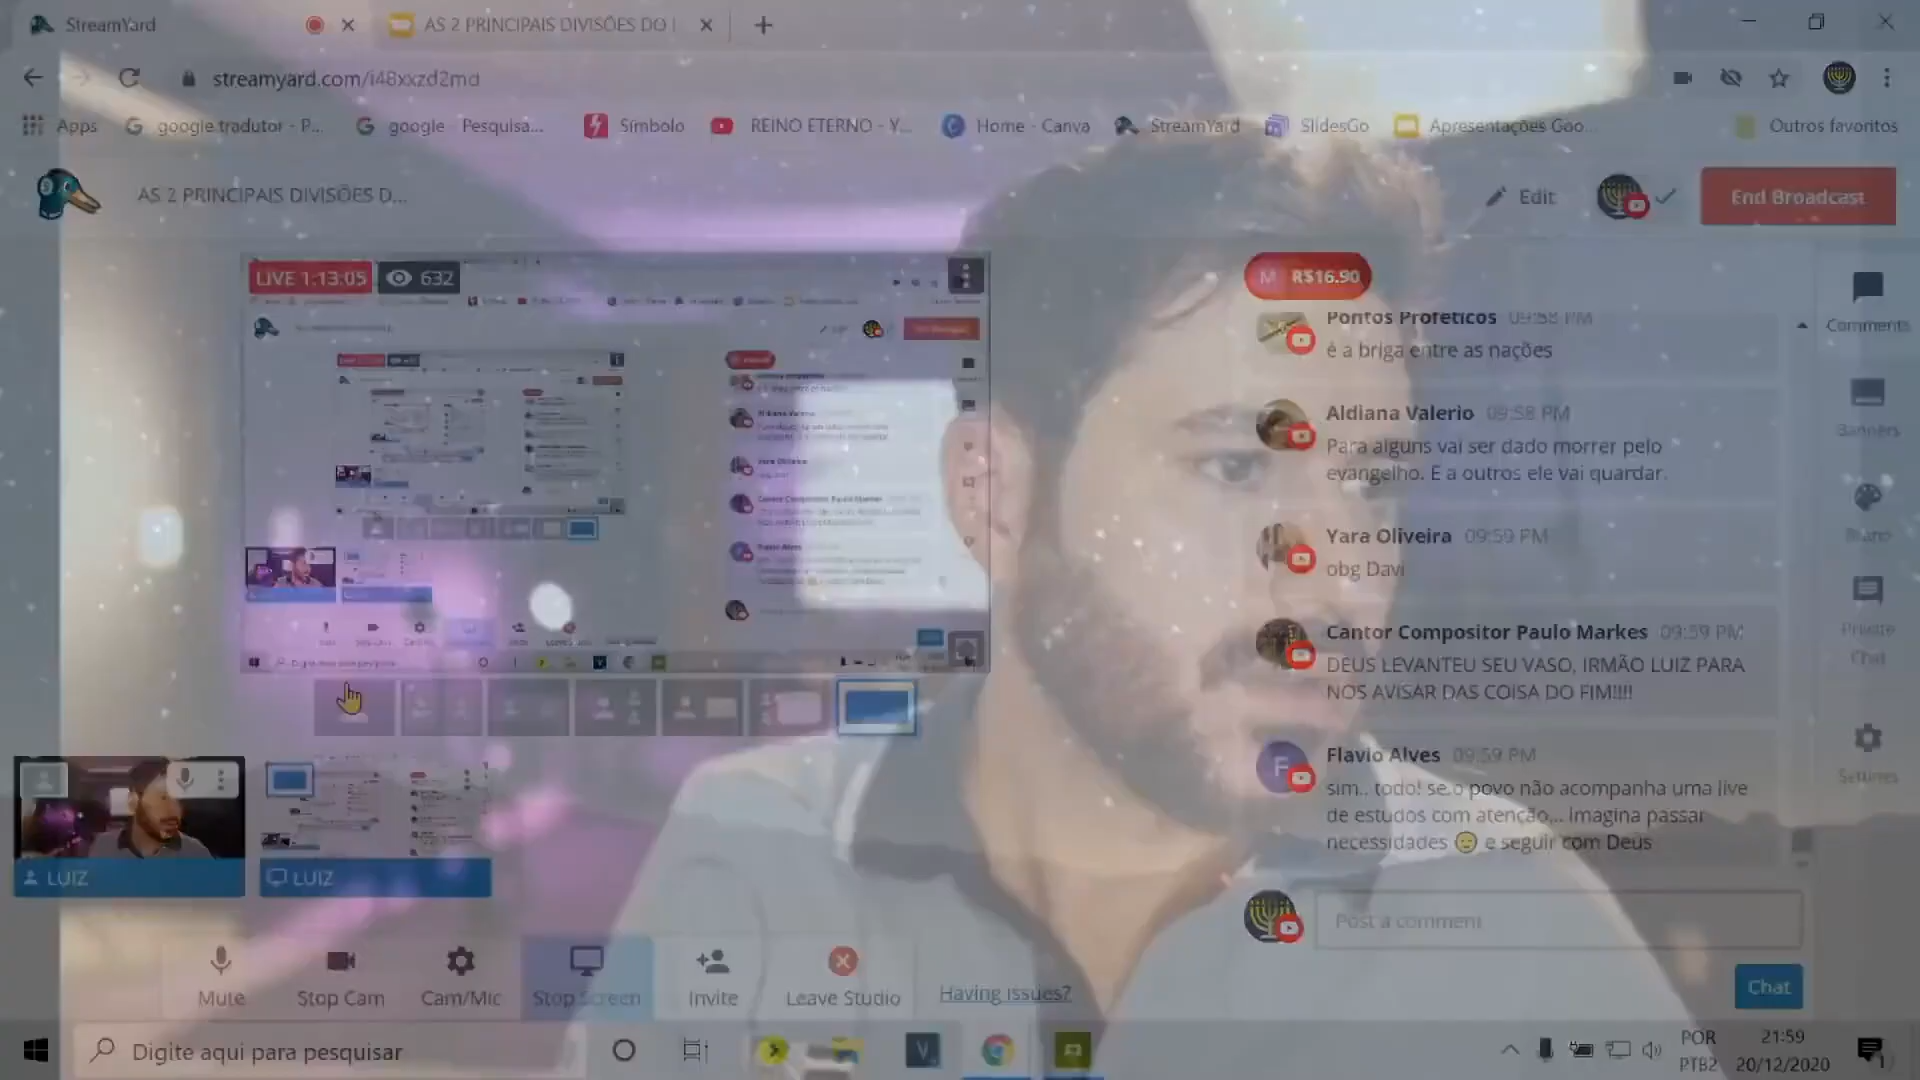 StreamYard
AS 2 PRINCIPAIS DIVISÕES DO
streamyard.com/i48xxzd2md
Apps
google tradutor - P...
google - Pesquisa...
Símbolo
REINO ETERNO - Y...
Home - Canva
StreamYard
SlidesGo
Apresentações Goo...
Outros favoritos
AS 2 PRINCIPAIS DIVISÕES D...
Edit
End Broadcast
LIVE 1:13:05
632
M R$16.90
Pontos Proféticos 09:58 PM
é a briga entre as nações
Aldiana Valerio 09:58 PM
Para alguns vai ser dado morrer pelo
evangelho. E a outros ele vai guardar.
Yara Oliveira 09:59 PM
obg Davi
Cantor Compositor Paulo Markes 09:59 PM
DEUS LEVANTEU SEU VASO, IRMÃO LUIZ PARA
NOS AVISAR DAS COISA DO FIM!!!!
F
Flavio Alves 09:59 PM
sim.. todo! se o povo não acompanha uma live
de estudos com atenção... Imagina passar
necessidades 😔 e seguir com Deus
Post a comment
Chat
Comments
Banners
Brand
Private
Chat
Settings
LUIZ
LUIZ
Mute
Stop Cam
Cam/Mic
Stop Screen
Invite
Leave Studio
Having issues?
Digite aqui para pesquisar
POR
PTB2
21:59
20/12/2020
1